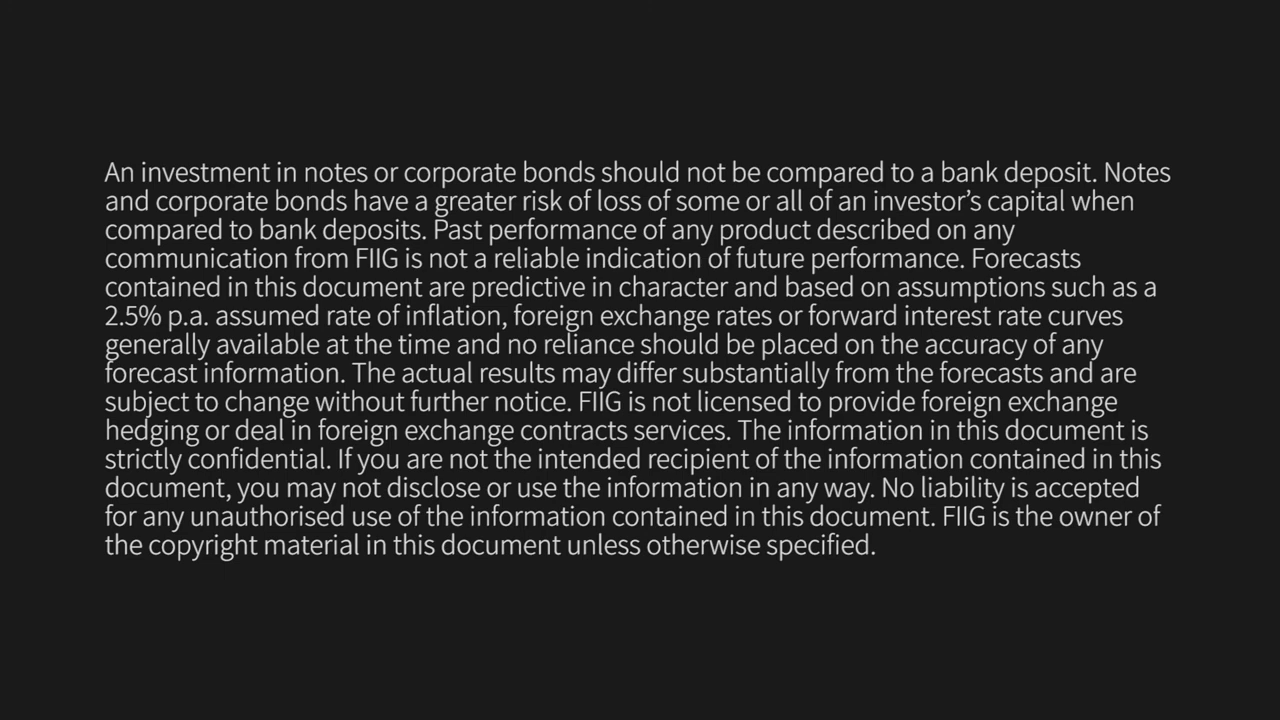 An investment in notes or corporate bonds should not be compared to a bank deposit. Notes
and corporate bonds have a greater risk of loss of some or all of an investor’s capital when
compared to bank deposits. Past performance of any product described on any
communication from FIIG is not a reliable indication of future performance. Forecasts
contained in this document are predictive in character and based on assumptions such as a
2.5% p.a. assumed rate of inflation, foreign exchange rates or forward interest rate curves
generally available at the time and no reliance should be placed on the accuracy of any
forecast information. The actual results may differ substantially from the forecasts and are
subject to change without further notice. FIIG is not licensed to provide foreign exchange
hedging or deal in foreign exchange contracts services. The information in this document is
strictly confidential. If you are not the intended recipient of the information contained in this
document, you may not disclose or use the information in any way. No liability is accepted
for any unauthorised use of the information contained in this document. FIIG is the owner of
the copyright material in this document unless otherwise specified.